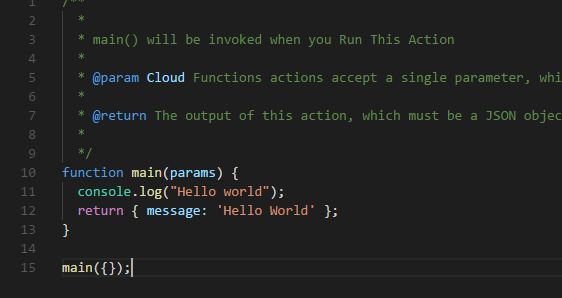 1 /**
2 *
3 * main() will be invoked when you Run This Action
4 *
5 * @param Cloud Functions actions accept a single parameter,
6 *
7 * @return The output of this action, which must be a JSON
8 *
9 */
10 function main(params) {
11 console.log("Hello world");
12 return { message: 'Hello World' };
13 }
14
15 main({});